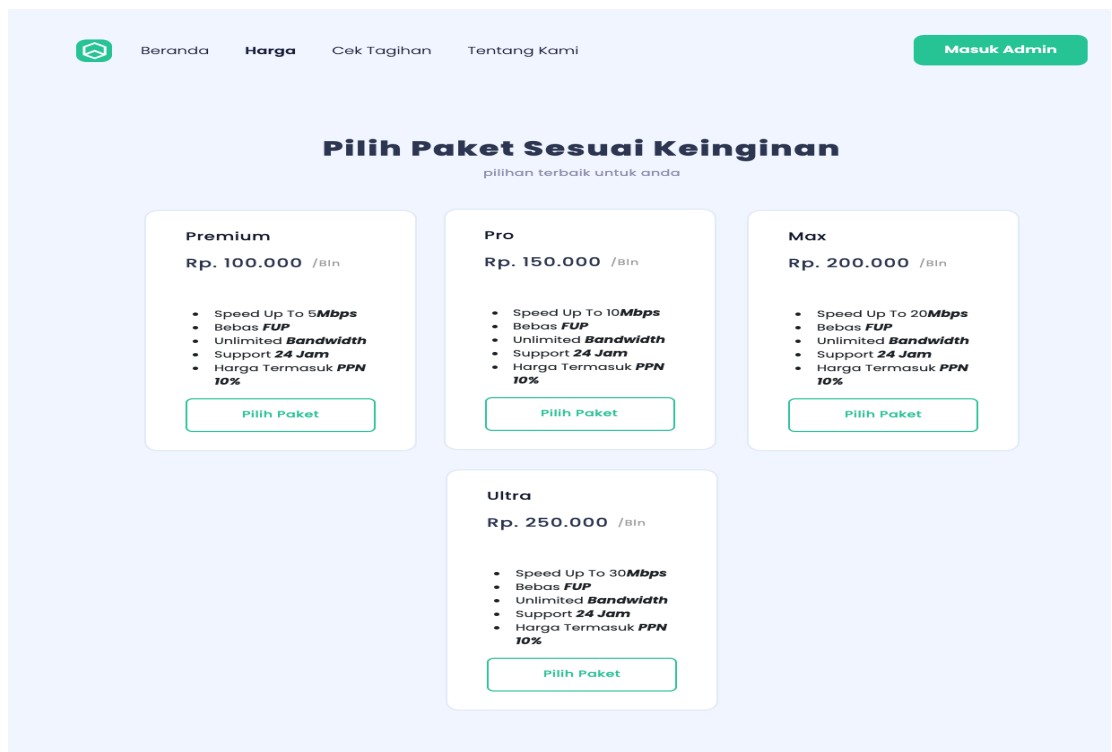 Beranda Harga Cek Tagihan Tentang Kami Masuk Admin
Pilih Paket Sesuai Keinginan
pilihan terbaik untuk anda
Premium
Rp. 100.000 /Bln
• Speed Up To 5Mbps
• Bebas FUP
• Unlimited Bandwidth
• Support 24 Jam
• Harga Termasuk PPN
10%
Pilih Paket
Pro
Rp. 150.000 /Bln
• Speed Up To 10Mbps
• Bebas FUP
• Unlimited Bandwidth
• Support 24 Jam
• Harga Termasuk PPN
10%
Pilih Paket
Max
Rp. 200.000 /Bln
• Speed Up To 20Mbps
• Bebas FUP
• Unlimited Bandwidth
• Support 24 Jam
• Harga Termasuk PPN
10%
Pilih Paket
Ultra
Rp. 250.000 /Bln
• Speed Up To 30Mbps
• Bebas FUP
• Unlimited Bandwidth
• Support 24 Jam
• Harga Termasuk PPN
10%
Pilih Paket